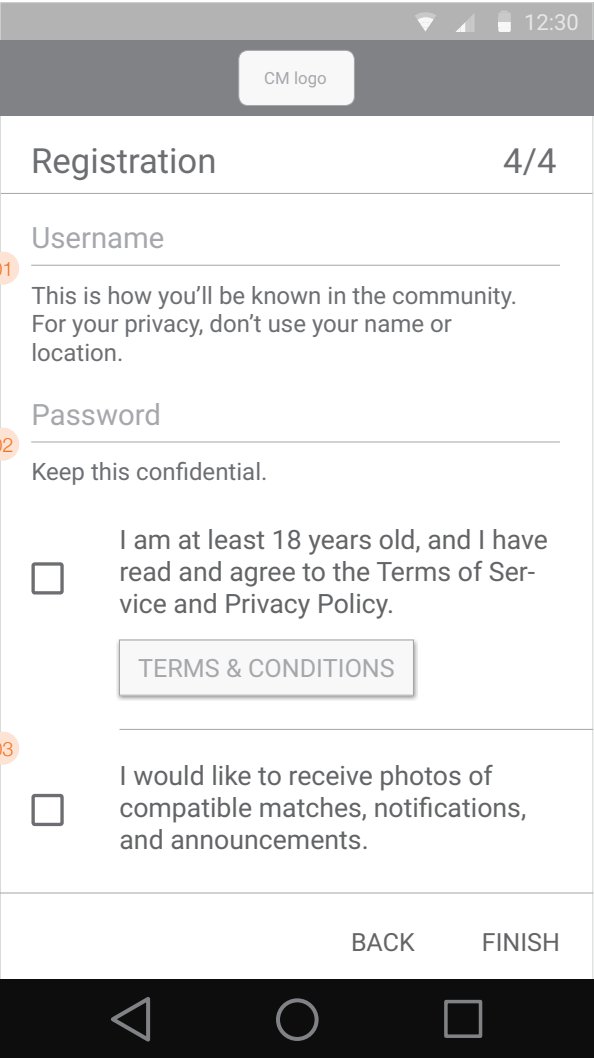 12:30
CM logo
Registration 4/4
Username
01
This is how you’ll be known in the community.
For your privacy, don’t use your name or
location.
Password
02
Keep this confidential.
I am at least 18 years old, and I have
read and agree to the Terms of Ser-
vice and Privacy Policy.
TERMS & CONDITIONS
03
I would like to receive photos of
compatible matches, notifications,
and announcements.
BACK FINISH